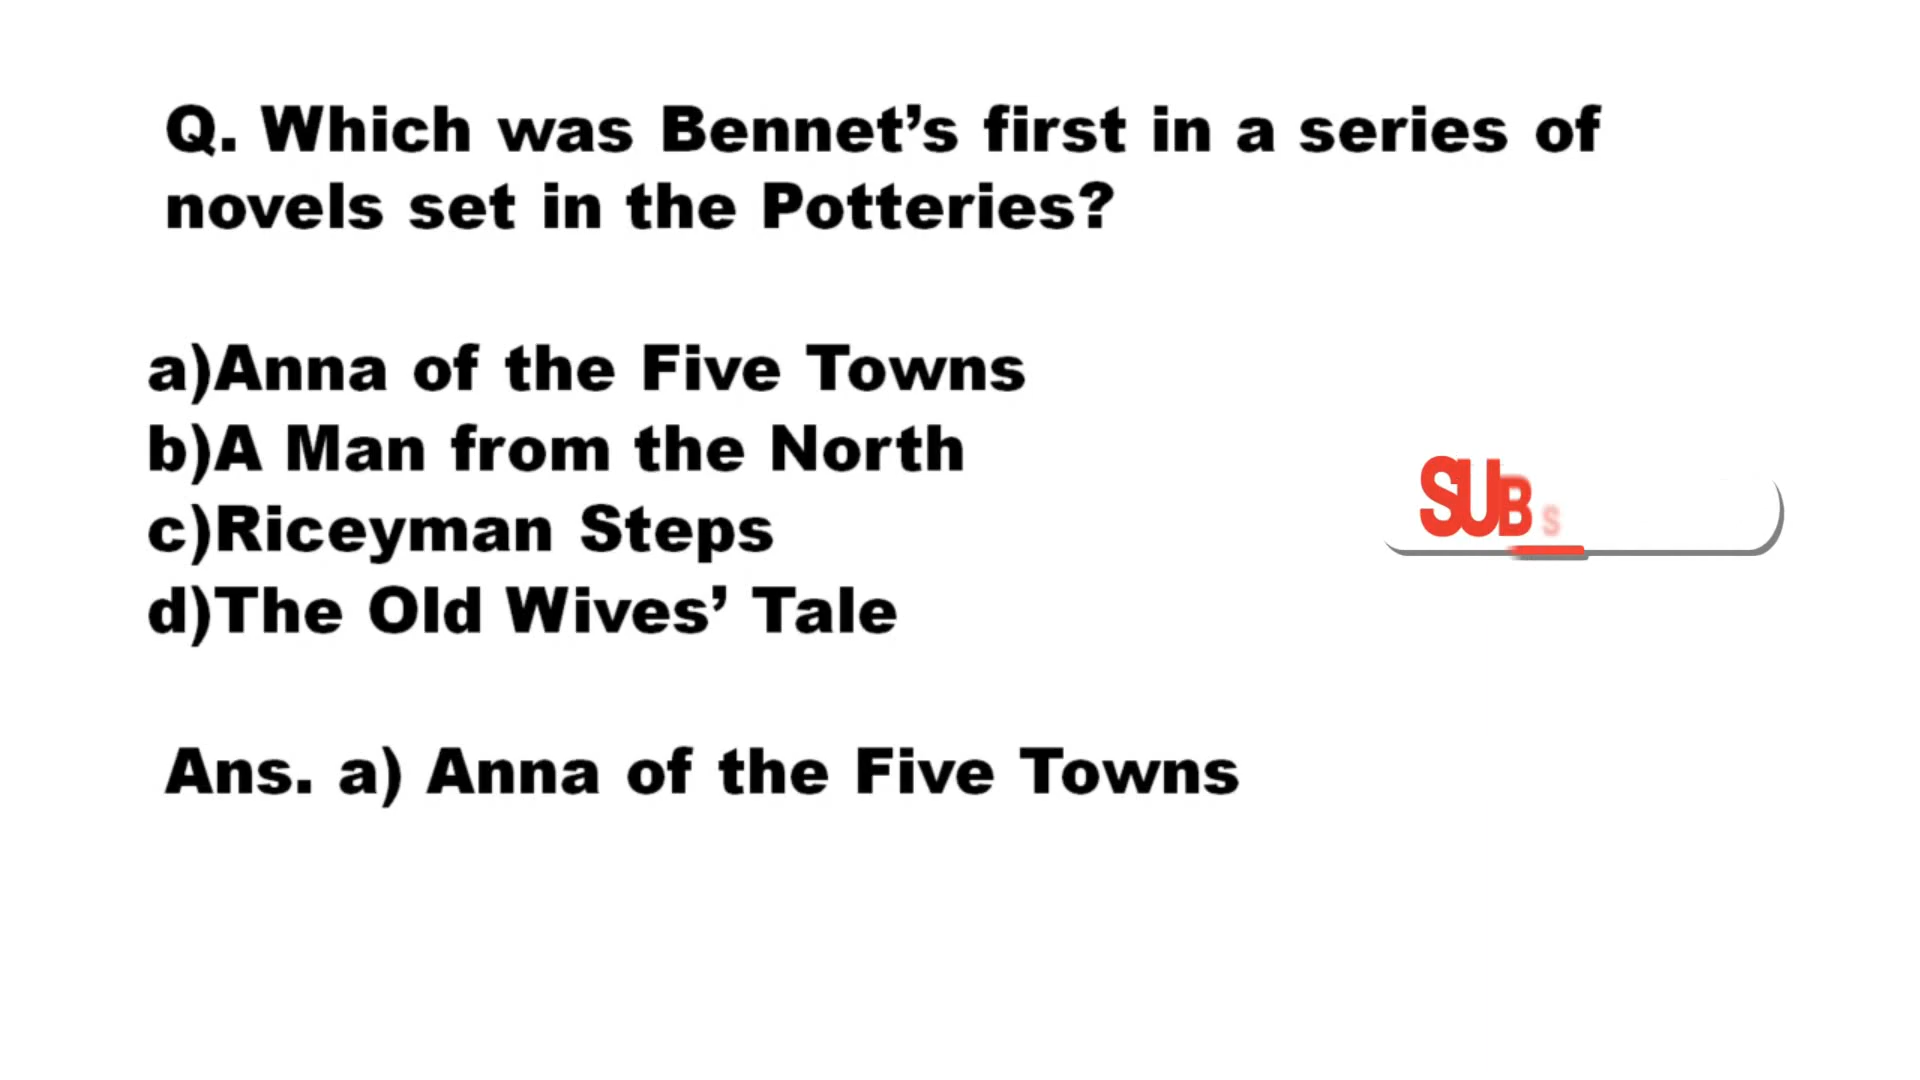 Q. Which was Bennet’s first in a series of
novels set in the Potteries?
a)Anna of the Five Towns
b)A Man from the North
c)Riceyman Steps
d)The Old Wives’ Tale
SUBS
Ans. a) Anna of the Five Towns